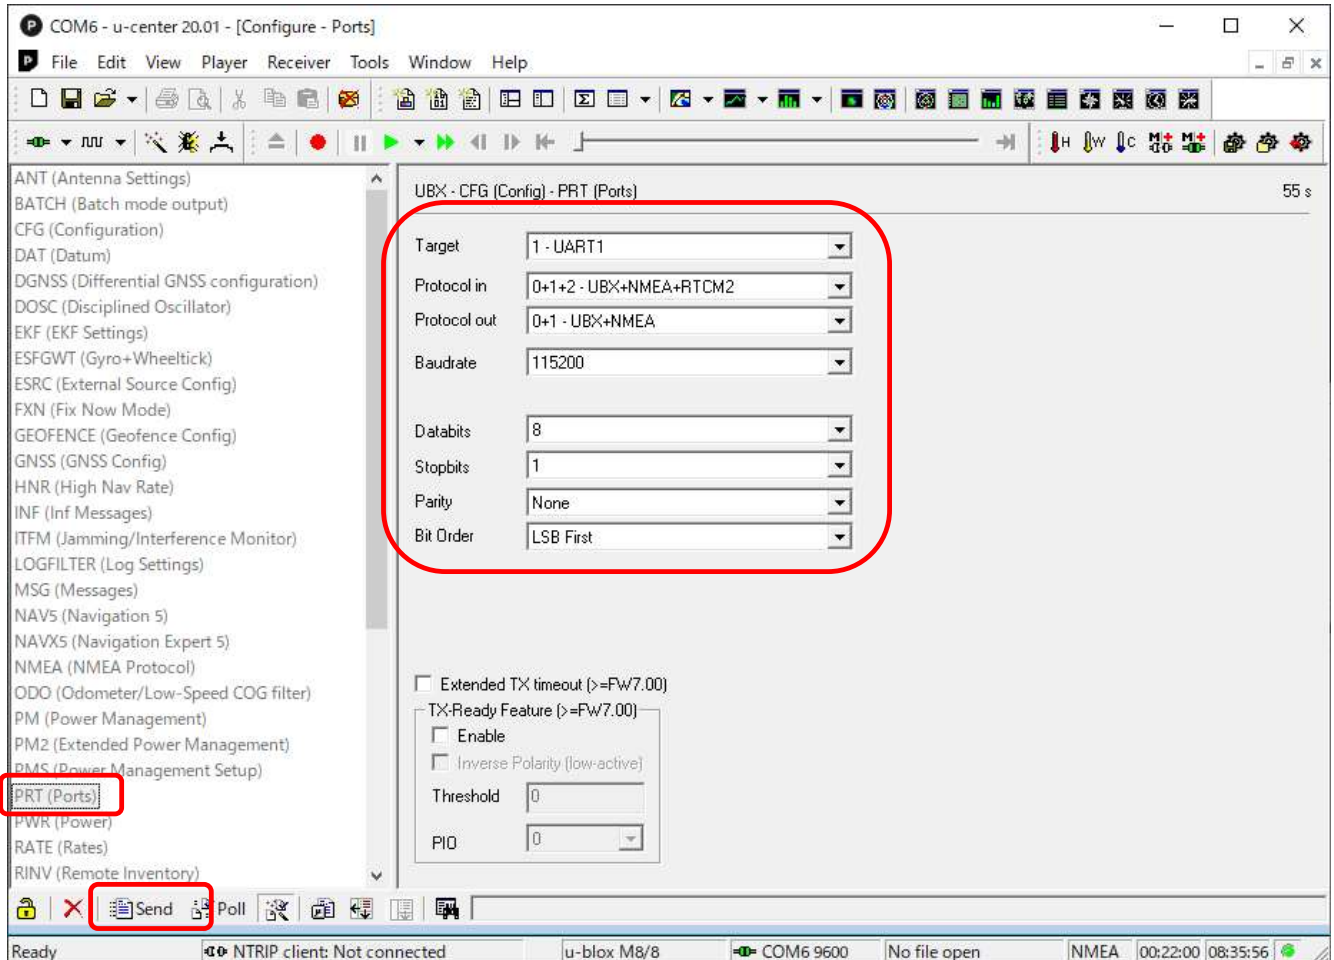 COM6 - u-center 20.01 - [Configure - Ports]
File Edit View Player Receiver Tools Window Help
H W C
ANT (Antenna Settings)
BATCH (Batch mode output)
CFG (Configuration)
DAT (Datum)
DGNSS (Differential GNSS configuration)
DOSC (Disciplined Oscillator)
EKF (EKF Settings)
ESFGWT (Gyro+Wheeltick)
ESRC (External Source Config)
FXN (Fix Now Mode)
GEOFENCE (Geofence Config)
GNSS (GNSS Config)
HNR (High Nav Rate)
INF (Inf Messages)
ITFM (Jamming/Interference Monitor)
LOGFILTER (Log Settings)
MSG (Messages)
NAV5 (Navigation 5)
NAVX5 (Navigation Expert 5)
NMEA (NMEA Protocol)
ODO (Odometer/Low-Speed COG filter)
PM (Power Management)
PM2 (Extended Power Management)
PMS (Power Management Setup)
PRT (Ports)
PWR (Power)
RATE (Rates)
RINV (Remote Inventory)
UBX - CFG (Config) - PRT (Ports) 55 s
Target 1 - UART1
Protocol in 0+1+2 - UBX+NMEA+RTCM2
Protocol out 0+1 - UBX+NMEA
Baudrate 115200
Databits 8
Stopbits 1
Parity None
Bit Order LSB First
Extended TX timeout (>=FW7.00)
TX-Ready Feature (>=FW7.00)
Enable
Inverse Polarity (low-active)
Threshold 0
PIO 0
Send Poll
Ready NTRIP client: Not connected u-blox M8/8 COM6 9600 No file open NMEA 00:22:00 08:35:56